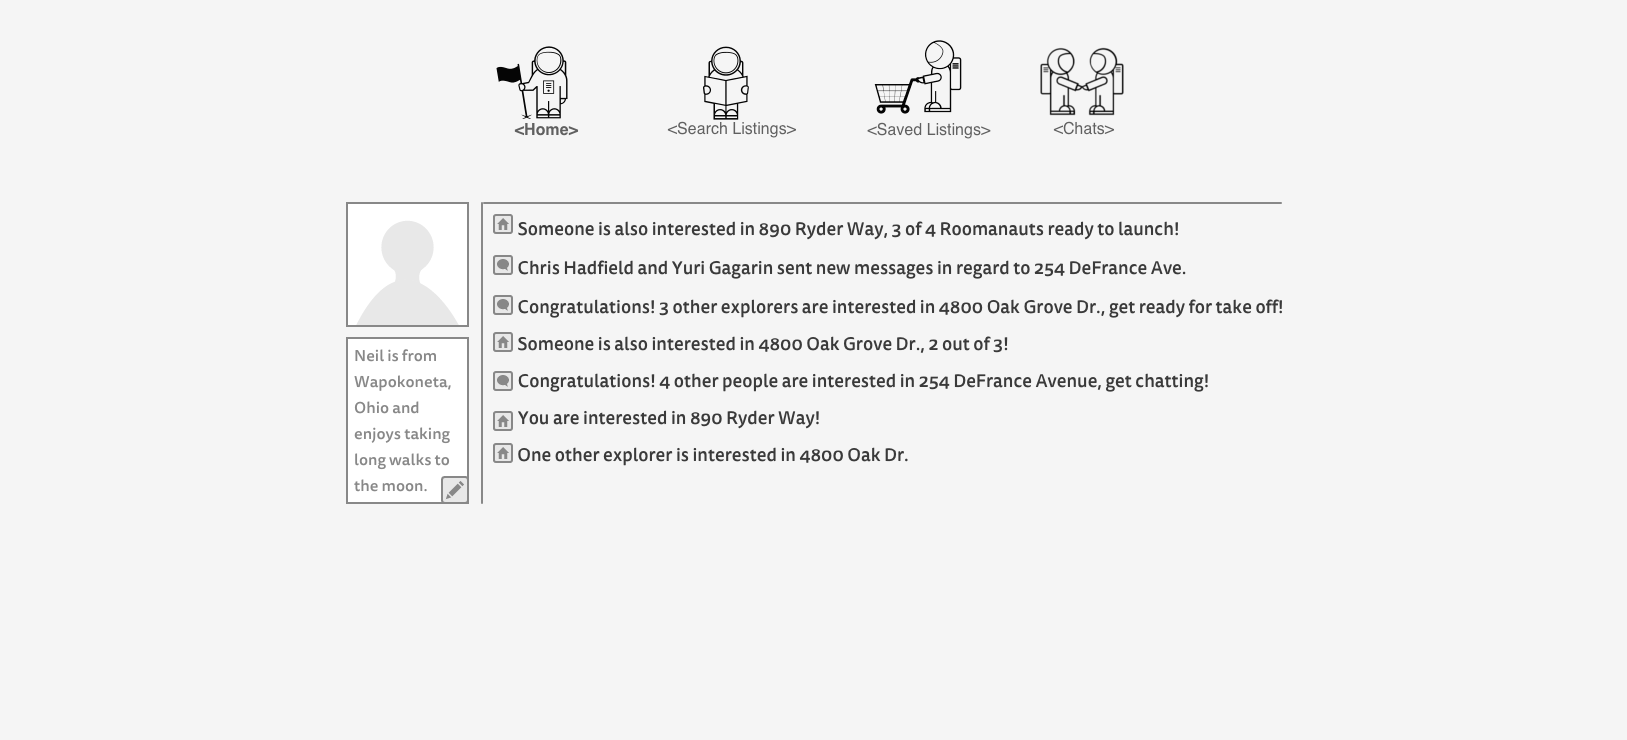 <Home>
<Search Listings>
<Saved Listings>
<Chats>
Someone is also interested in 890 Ryder Way, 3 of 4 Roomanauts ready to launch!
Chris Hadfield and Yuri Gagarin sent new messages in regard to 254 DeFrance Ave.
Congratulations! 3 other explorers are interested in 4800 Oak Grove Dr., get ready for take off!
Someone is also interested in 4800 Oak Grove Dr., 2 out of 3!
Congratulations! 4 other people are interested in 254 DeFrance Avenue, get chatting!
You are interested in 890 Ryder Way!
One other explorer is interested in 4800 Oak Dr.
Neil is from
Wapokoneta,
Ohio and
enjoys taking
long walks to
the moon.